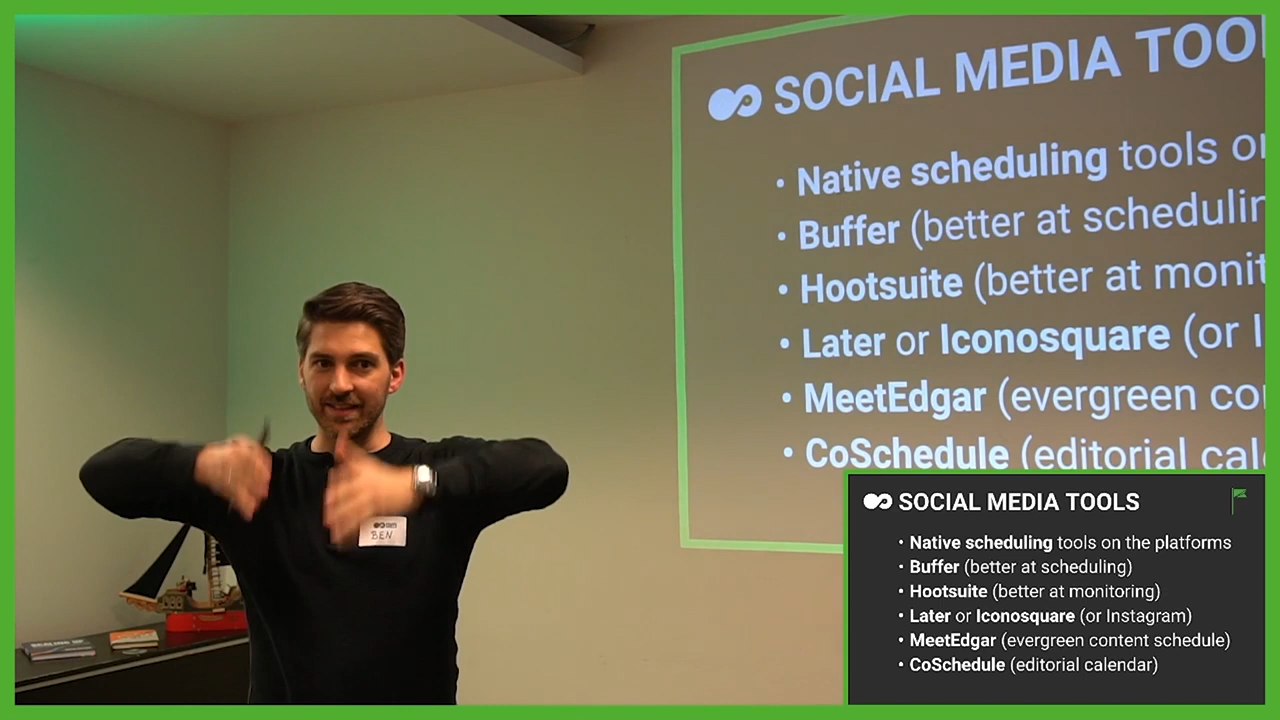 SOCIAL MEDIA TOO
• Native scheduling tools o
• Buffer (better at schedulin
• Hootsuite (better at monit
• Later or Iconosquare (or I
• MeetEdgar (evergreen co
• CoSchedule (editorial cal
BEN
SOCIAL MEDIA TOOLS
• Native scheduling tools on the platforms
• Buffer (better at scheduling)
• Hootsuite (better at monitoring)
• Later or Iconosquare (or Instagram)
• MeetEdgar (evergreen content schedule)
• CoSchedule (editorial calendar)